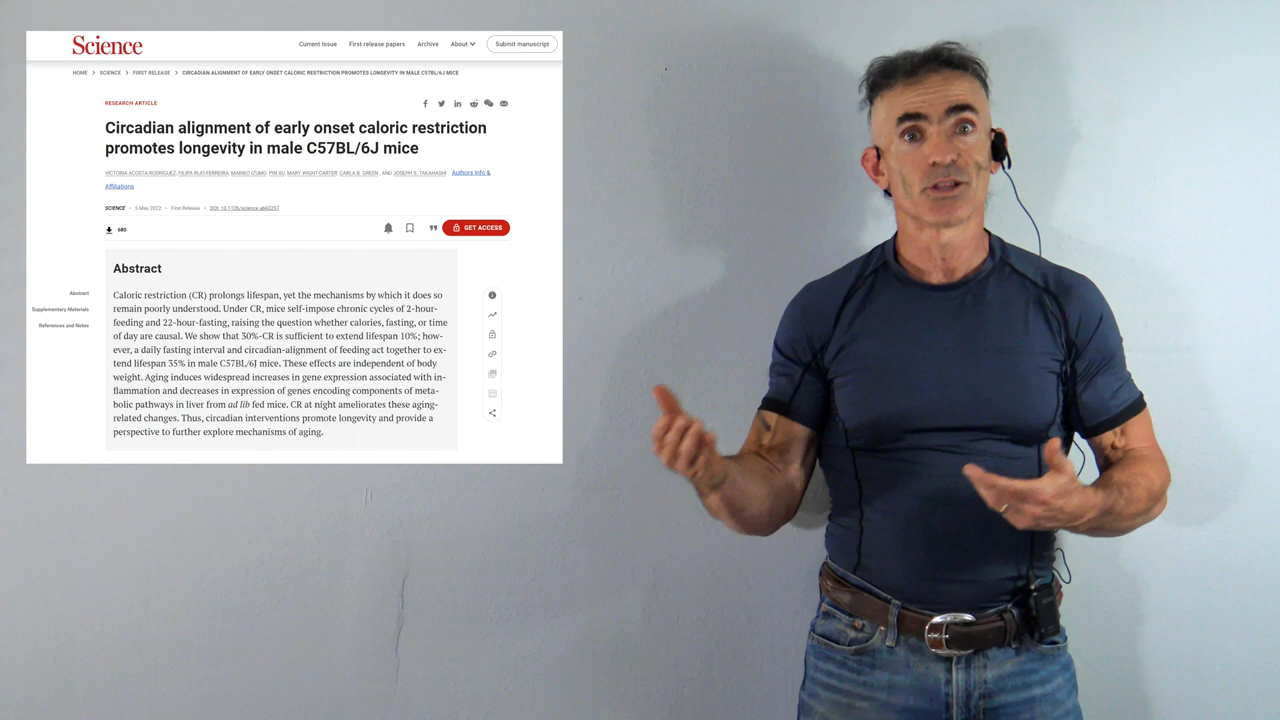 Science
Current Issue First release papers Archive About Submit manuscript
HOME > SCIENCE > FIRST RELEASE > CIRCADIAN ALIGNMENT OF EARLY ONSET CALORIC RESTRICTION PROMOTES LONGEVITY IN MALE C57BL/6J MICE
RESEARCH ARTICLE
Circadian alignment of early onset caloric restriction
promotes longevity in male C57BL/6J mice
VICTORIA ACOSTA-RODRÍGUEZ, FILIPA RIJO-FERREIRA, MARIKO IZUMO, PIN XU, MARY WIGHT-CARTER, CARLA B. GREEN, AND JOSEPH S. TAKAHASHI Authors Info &
Affiliations
SCIENCE • 5 May 2022 • First Release • DOI: 10.1126/science.abk0297
680
GET ACCESS
Abstract
Supplementary Materials
References and Notes
Abstract
Caloric restriction (CR) prolongs lifespan, yet the mechanisms by which it does so
remain poorly understood. Under CR, mice self-impose chronic cycles of 2-hour-
feeding and 22-hour-fasting, raising the question whether calories, fasting, or time
of day are causal. We show that 30%-CR is sufficient to extend lifespan 10%; how-
ever, a daily fasting interval and circadian-alignment of feeding act together to ex-
tend lifespan 35% in male C57BL/6J mice. These effects are independent of body
weight. Aging induces widespread increases in gene expression associated with in-
flammation and decreases in expression of genes encoding components of meta-
bolic pathways in liver from ad lib fed mice. CR at night ameliorates these aging-
related changes. Thus, circadian interventions promote longevity and provide a
perspective to further explore mechanisms of aging.